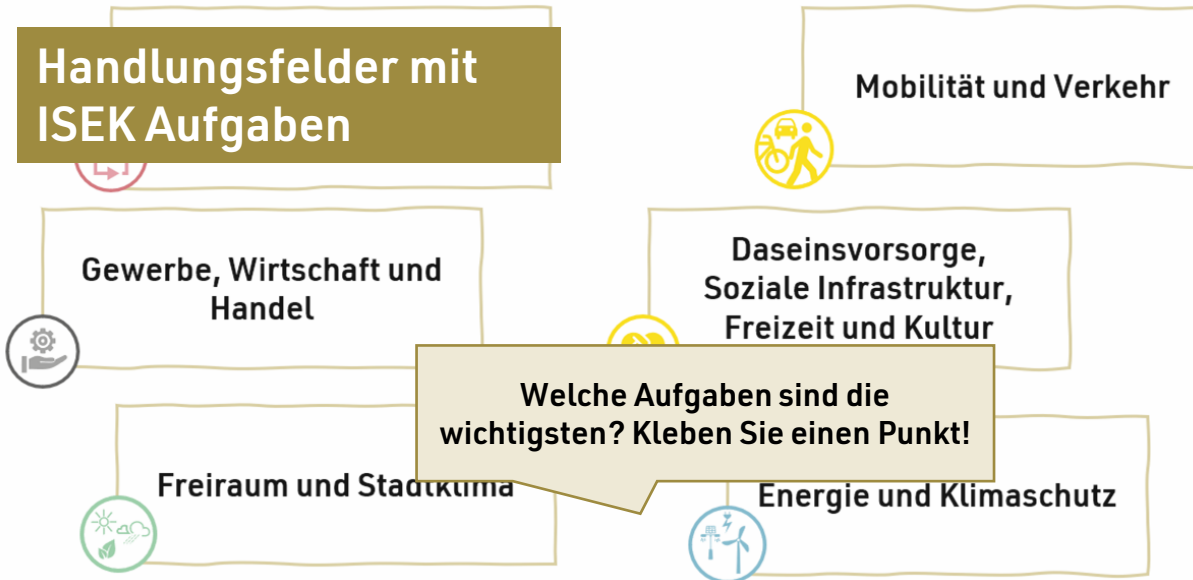 Handlungsfelder mit
ISEK Aufgaben
Mobilität und Verkehr
Gewerbe, Wirtschaft und
Handel
Daseinsvorsorge,
Soziale Infrastruktur,
Freizeit und Kultur
Welche Aufgaben sind die
wichtigsten? Kleben Sie einen Punkt!
Freiraum und Stadtklima
Energie und Klimaschutz